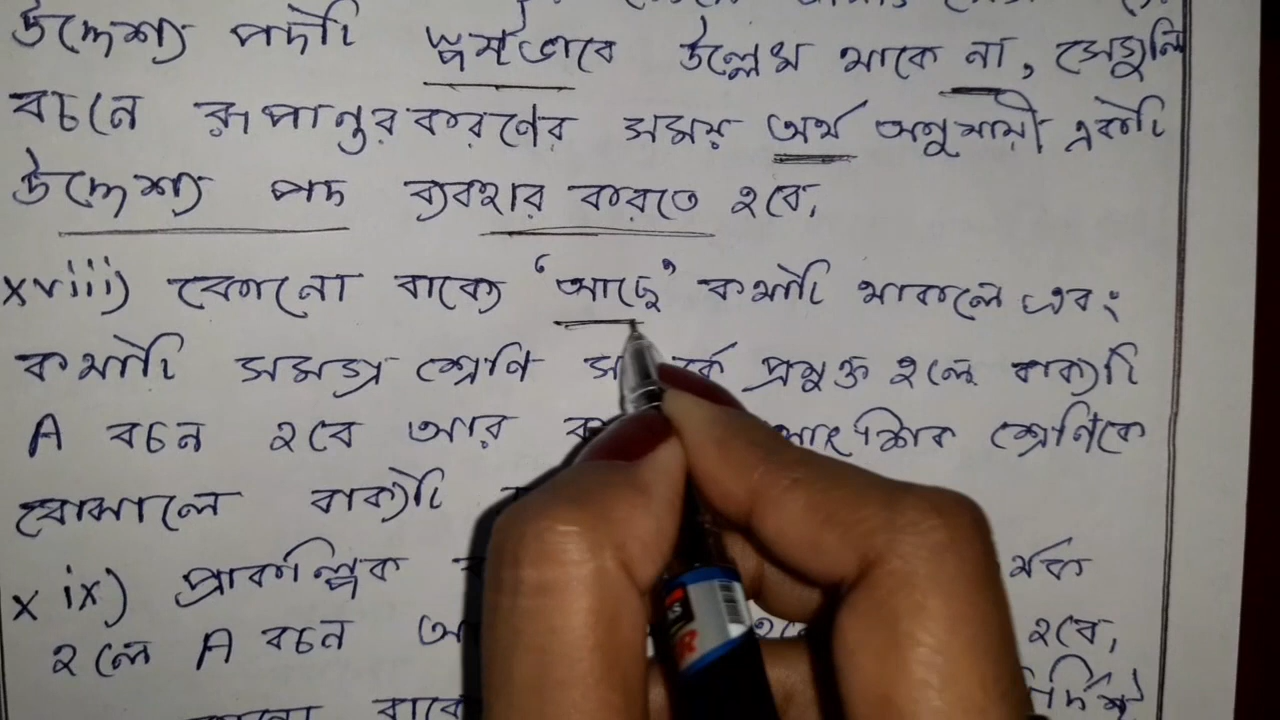 উদ্দেশ্য পদটি স্পষ্টভাবে উল্লেখ থাকে না, সেগুলি
বচনে রূপান্তরকরণের সময় অর্থ অনুযায়ী একটি
উদ্দেশ্য পদ ব্যবহার করতে হবে।
xviii) কোনো বাক্যে 'আছে' কথাটি থাকলে এবং
কথাটি সমগ্র শ্রেণি প্রযুক্ত হলে বাক্যটি
A বচন হবে আর আংশিক শ্রেণিকে
বোঝালে বাক্যটি
xix) প্রাকল্পিক
হলে A বচন হবে,